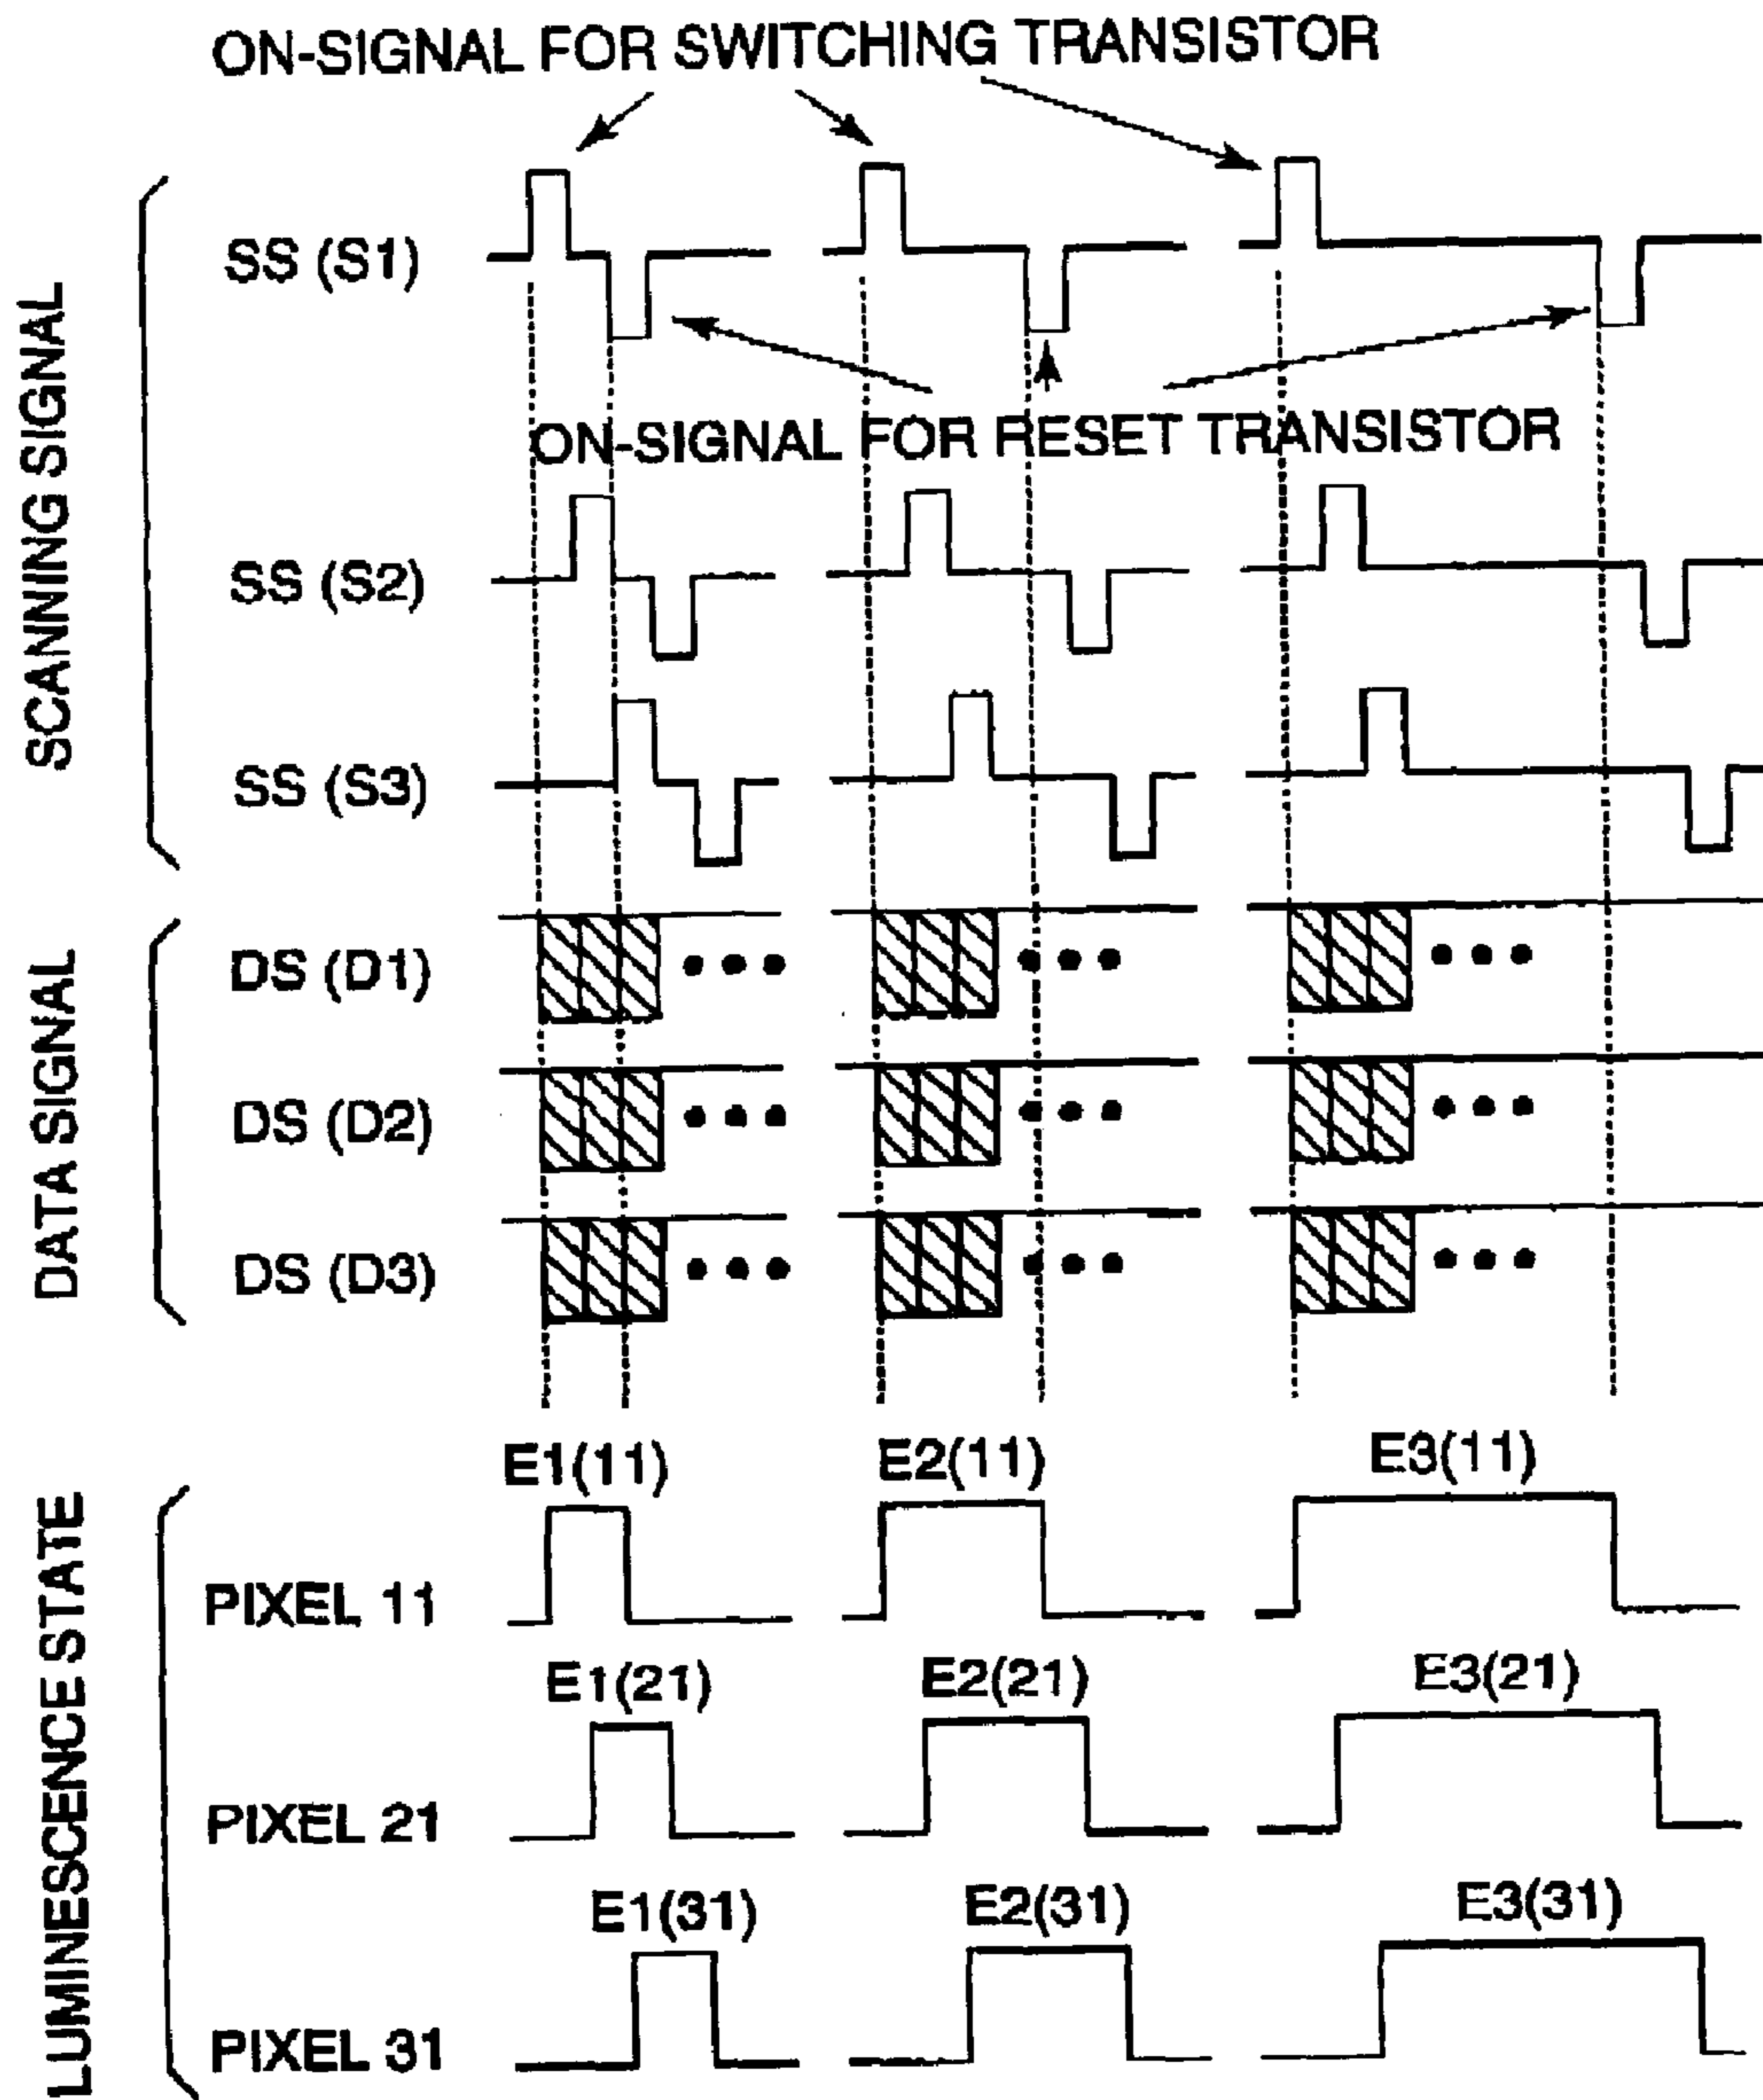 ON-SIGNAL FOR SWITCHING TRANSISTOR
SCANNING SIGNAL
SS (S1)
ON-SIGNAL FOR RESET TRANSISTOR
SS (S2)
SS (S3)
DATA SIGNAL
DS (D1)
DS (D2)
DS (D3)
LUMINESCENCE STATE
E1(11) E2(11) E3(11)
PIXEL 11
E1(21) E2(21) E3(21)
PIXEL 21
E1(31) E2(31) E3(31)
PIXEL 31